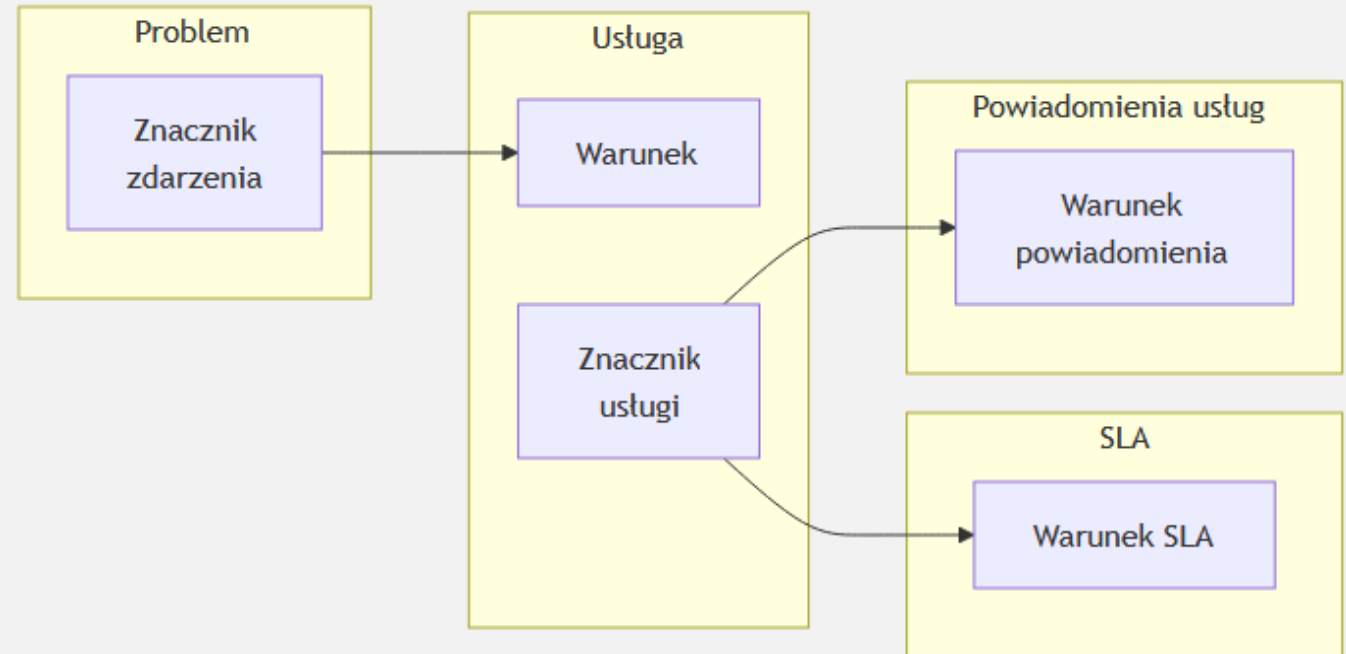 Problem
Znacznik
zdarzenia
Usługa
Warunek
Znacznik
usługi
Powiadomienia usług
Warunek
powiadomienia
SLA
Warunek SLA